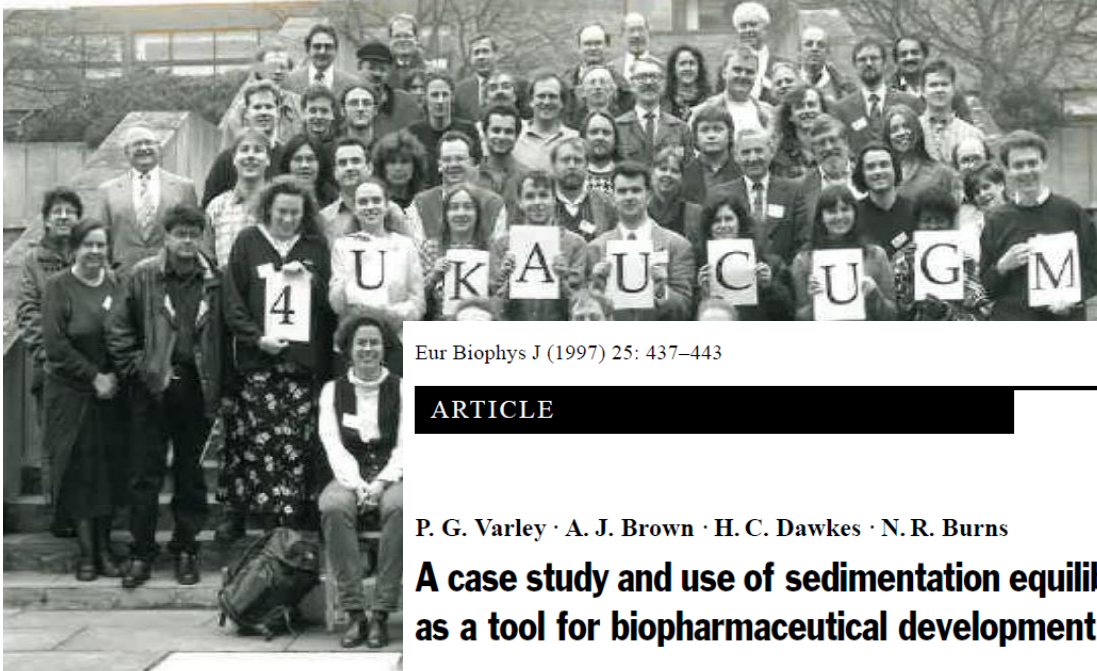 4 U K A U C U G M
Eur Biophys J (1997) 25: 437–443
ARTICLE
P. G. Varley · A. J. Brown · H. C. Dawkes · N. R. Burns
A case study and use of sedimentation equilib
as a tool for biopharmaceutical development